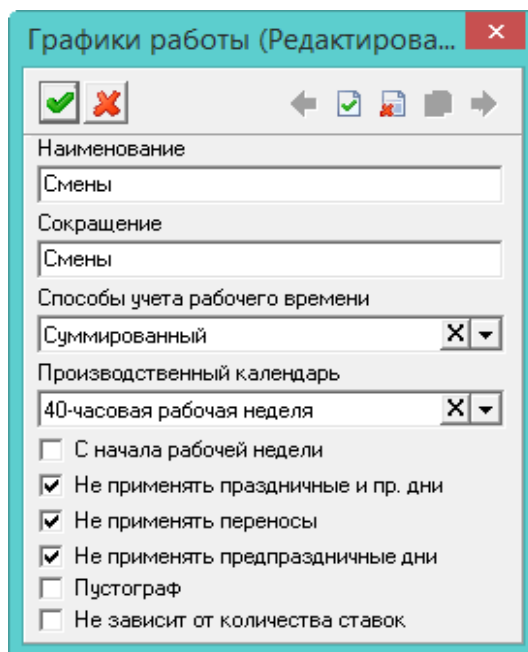 Графики работы (Редактирова...
Наименование
Смены
Сокращение
Смены
Способы учета рабочего времени
Суммированный
Производственный календарь
40-часовая рабочая неделя
С начала рабочей недели
Не применять праздничные и пр. дни
Не применять переносы
Не применять предпраздничные дни
Пустограф
Не зависит от количества ставок